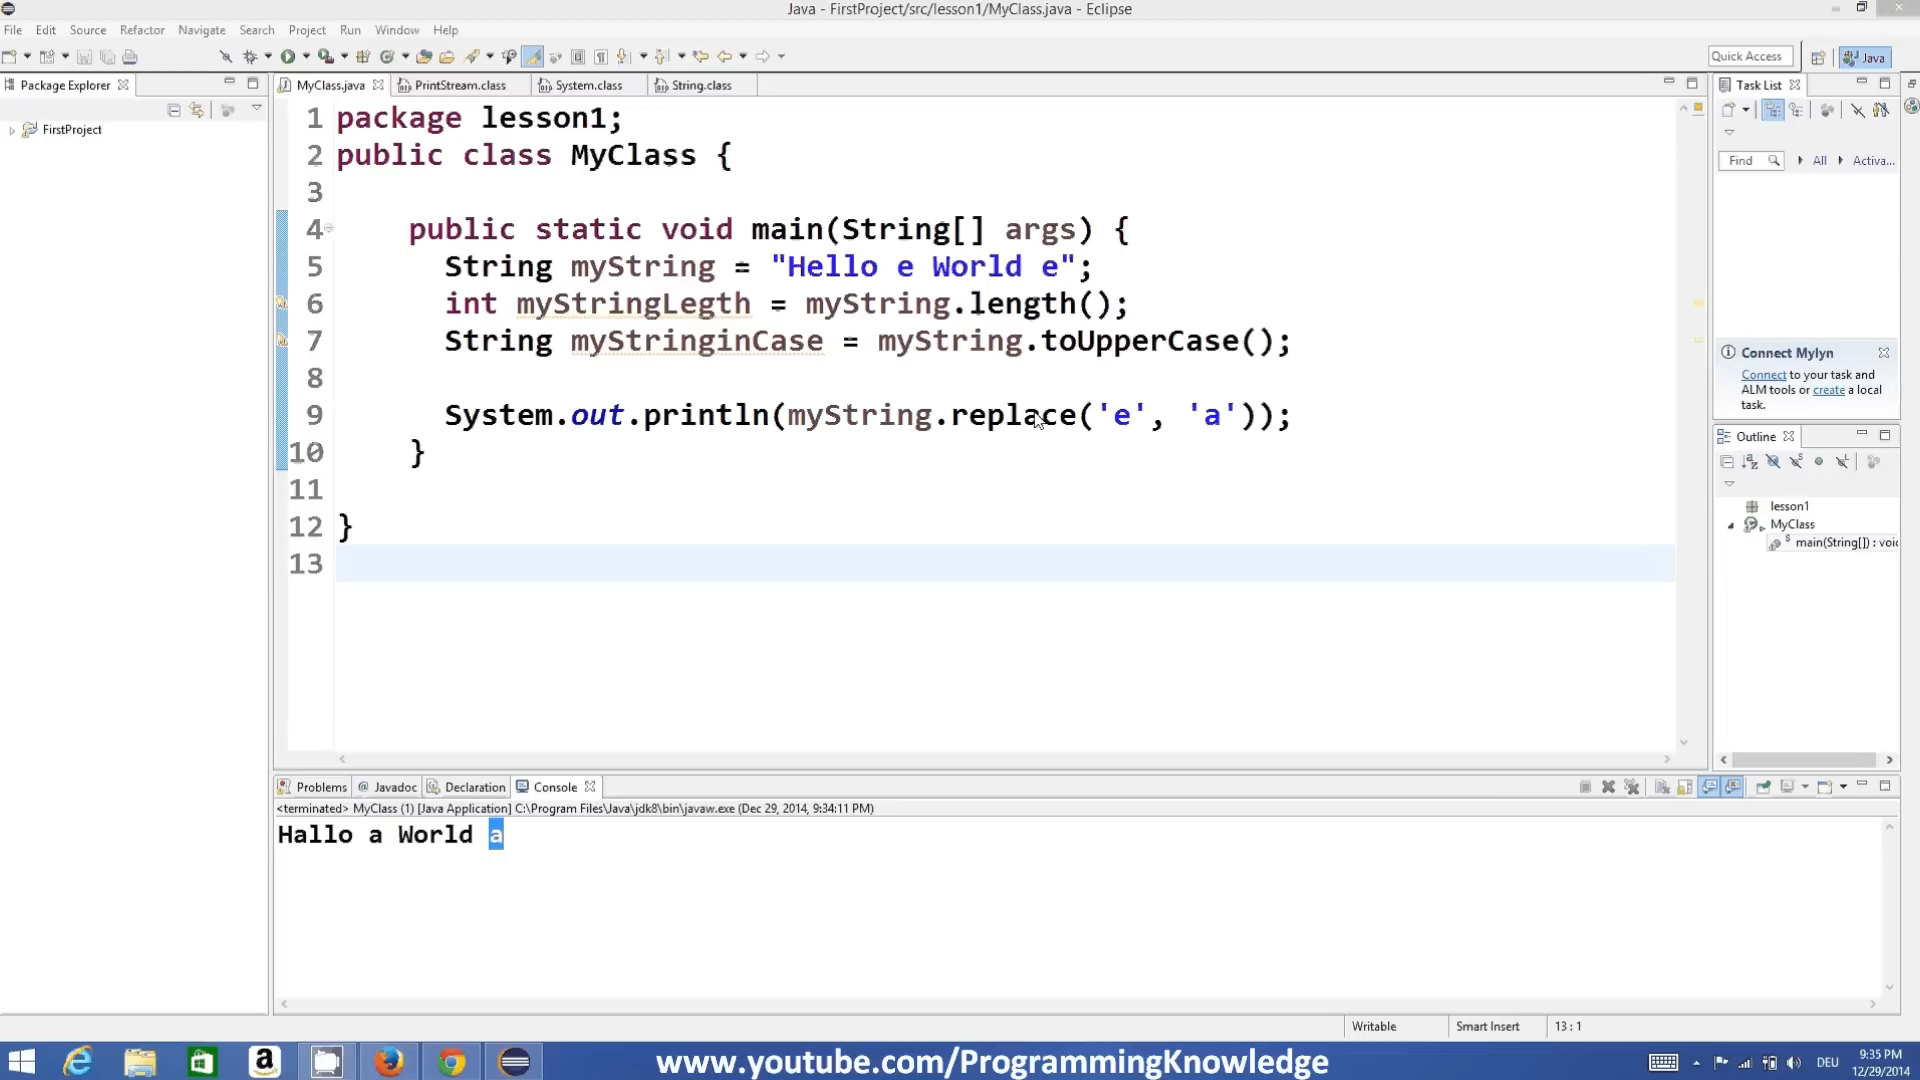 Java - FirstProject/src/lesson1/MyClass.java - Eclipse
File Edit Source Refactor Navigate Search Project Run Window Help
Quick Access Java
Package Explorer
FirstProject
MyClass.java PrintStream.class System.class String.class
1 package lesson1;
2 public class MyClass {
3
4 public static void main(String[] args) {
5 String myString = "Hello e World e";
6 int myStringLegth = myString.length();
7 String myStringinCase = myString.toUpperCase();
8
9 System.out.println(myString.replace('e', 'a'));
10 }
11
12 }
13
Task List
Find All Activa...
Connect Mylyn
Connect to your task and
ALM tools or create a local
task.
Outline
lesson1
MyClass
main(String[]) : voic
Problems @ Javadoc Declaration Console
<terminated> MyClass (1) [Java Application] C:\Program Files\Java\jdk8\bin\javaw.exe (Dec 29, 2014, 9:34:11 PM)
Hallo a World a
Writable Smart Insert 13 : 1
www.youtube.com/ProgrammingKnowledge
DEU
9:35 PM
12/29/2014